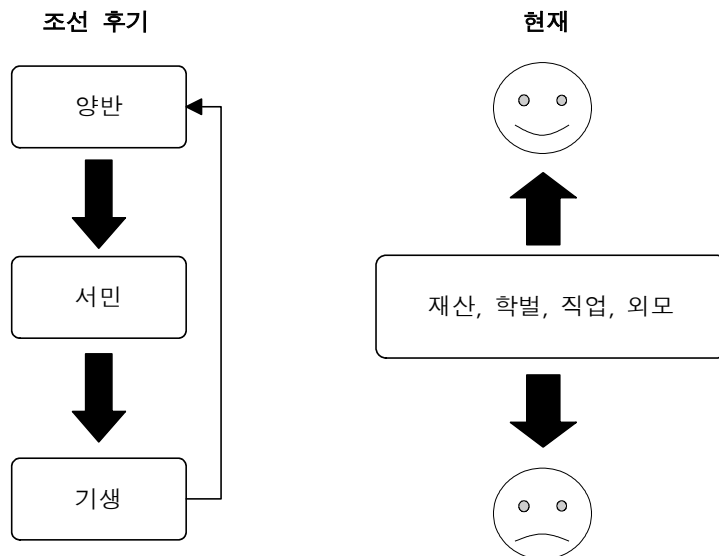 조선 후기
현재
양반
서민
재산, 학벌, 직업, 외모
기생